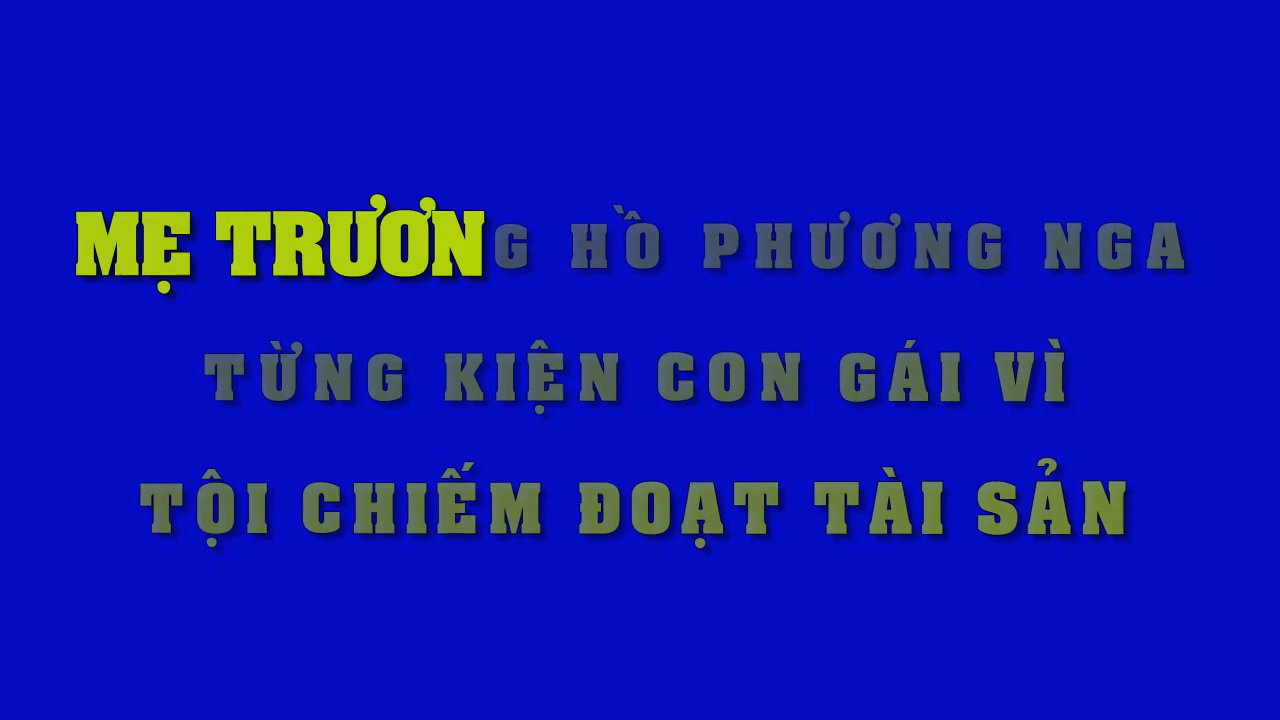 MẸ TRƯƠNG HỒ PHƯƠNG NGA
TỪNG KIỆN CON GÁI VÌ
TỘI CHIẾM ĐOẠT TÀI SẢN